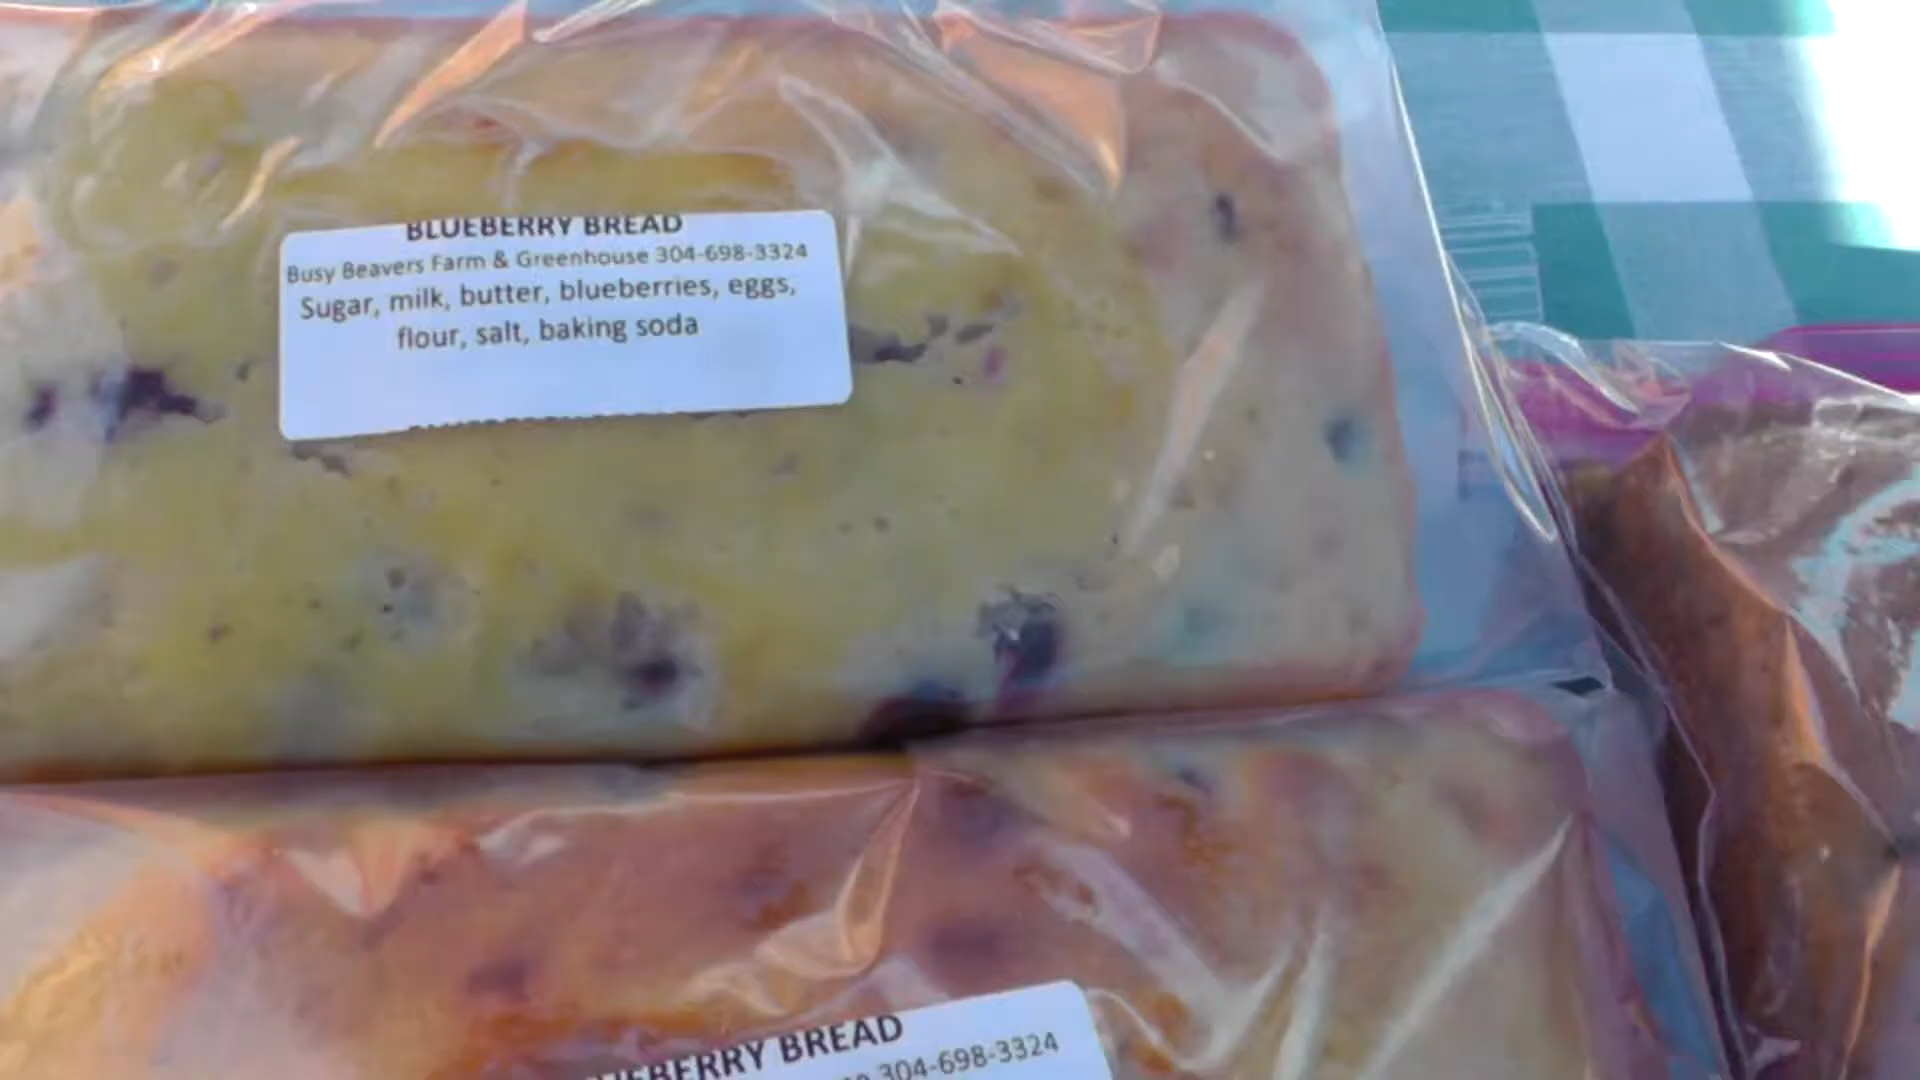 BLUEBERRY BREAD
Busy Beavers Farm & Greenhouse 304-698-3324
Sugar, milk, butter, blueberries, eggs,
flour, salt, baking soda
BREAD
304-698-3324